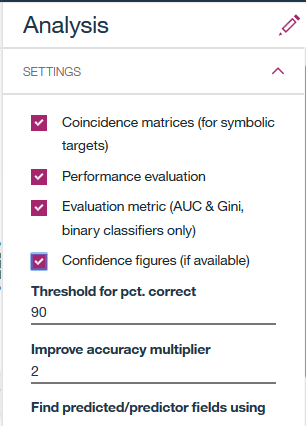 Analysis
SETTINGS
Coincidence matrices (for symbolic
targets)
Performance evaluation
Evaluation metric (AUC & Gini,
binary classifiers only)
Confidence figures (if available)
Threshold for pct. correct
90
Improve accuracy multiplier
2
Find predicted/predictor fields using